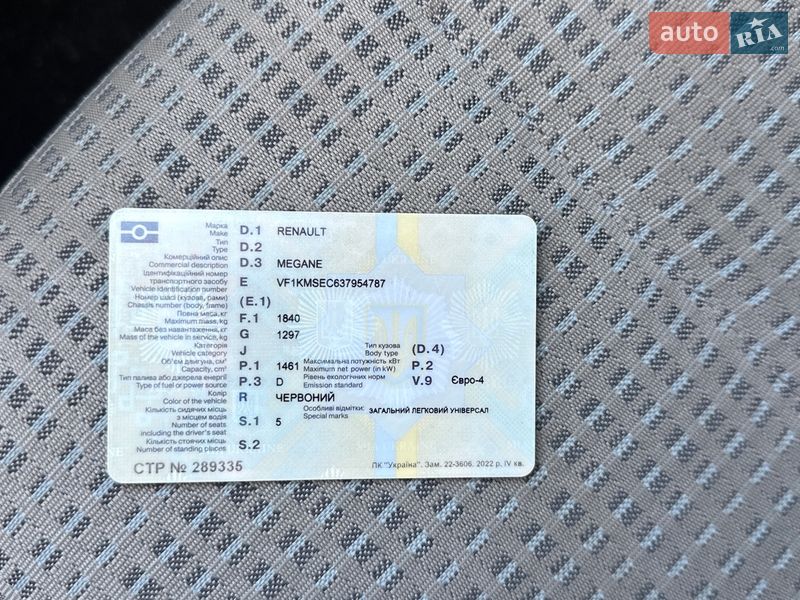 auto RIA .com
Марка
Make D.1 RENAULT
Тип
Type D.2
Комерційний опис
Commercial description D.3 MEGANE
Ідентифікаційний номер
транспортного засобу
Vehicle identification number E VF1KMSEC637954787
Номер шасі (кузова, рами)
Chassis number (body, frame) (E.1)
Повна маса, кг
Maximum mass, kg F.1 1840
Маса без навантаження, кг
Mass of the vehicle in service, kg G 1297
Категорія
Vehicle category J
Тип кузова
Body type (D.4)
Об'єм двигуна, см³
Capacity, cm³ P.1 1461
Максимальна потужність кВт
Maximum net power (in kW) P.2
Тип палива або джерела енергії
Type of fuel or power source P.3 D
Рівень екологічних норм
Emission standard V.9 Євро-4
Колір
Color of the vehicle R ЧЕРВОНИЙ
Кількість сидячих місць
з місцем водія
Number of seats
including the driver's seat S.1 5
Особливі відмітки:
Special marks ЗАГАЛЬНИЙ ЛЕГКОВИЙ УНІВЕРСАЛ
Кількість стоячих місць
Number of standing places S.2
СТР № 289335
ПК "Україна". Зам. 22-3606. 2022 р. IV кв.